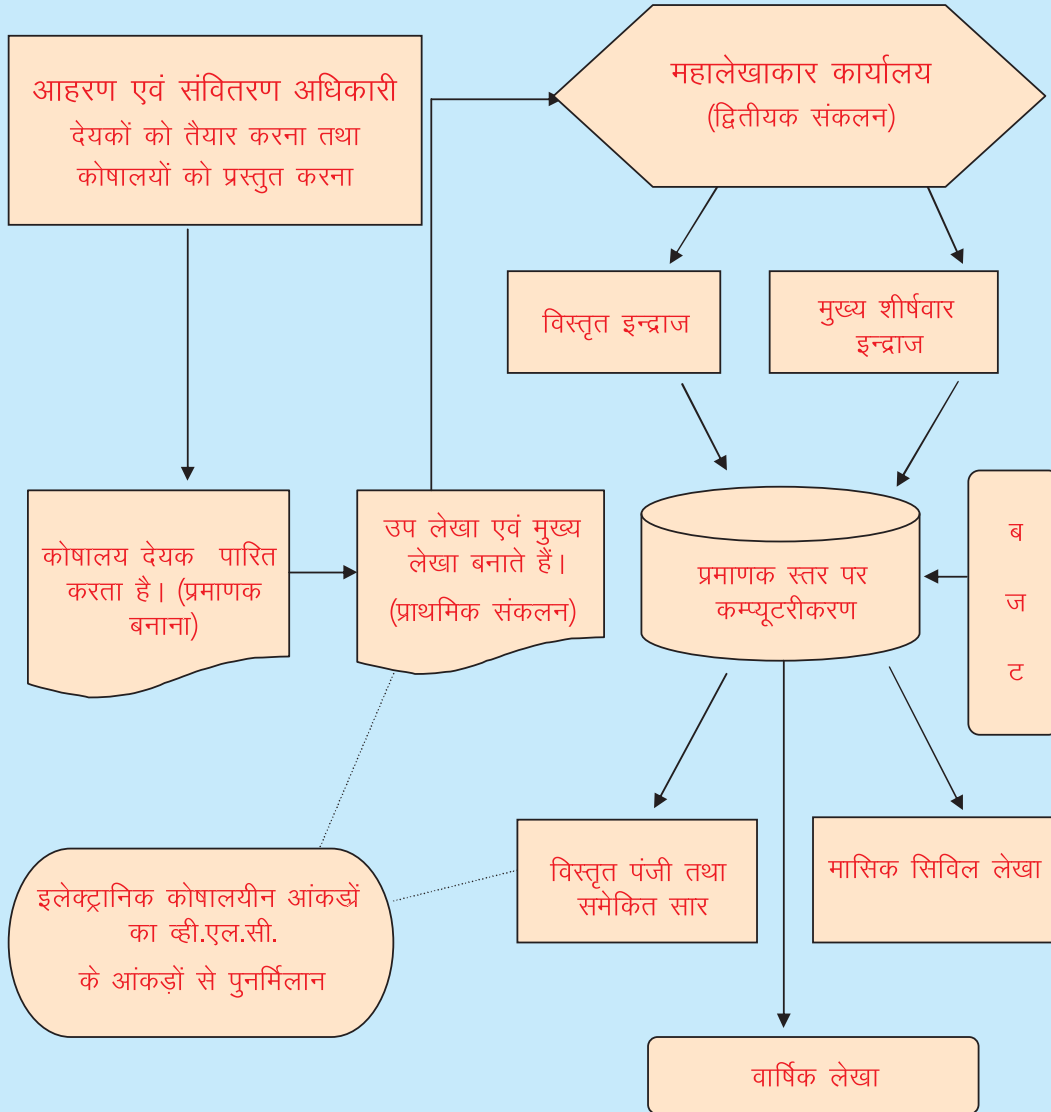 आहरण एवं संवितरण अधिकारी
देयकों को तैयार करना तथा
कोषालयों को प्रस्तुत करना
महालेखाकार कार्यालय
(द्वितीयक संकलन)
विस्तृत इन्द्राज
मुख्य शीर्षवार
इन्द्राज
कोषालय देयक पारित
करता है। (प्रमाणक
बनाना)
उप लेखा एवं मुख्य
लेखा बनाते हैं।
(प्राथमिक संकलन)
प्रमाणक स्तर पर
कम्प्यूटरीकरण
ब
ज
ट
इलेक्ट्रानिक कोषालयीन आंकडों
का व्ही.एल.सी.
के आंकड़ों से पुनर्मिलान
विस्तृत पंजी तथा
समेकित सार
मासिक सिविल लेखा
वार्षिक लेखा